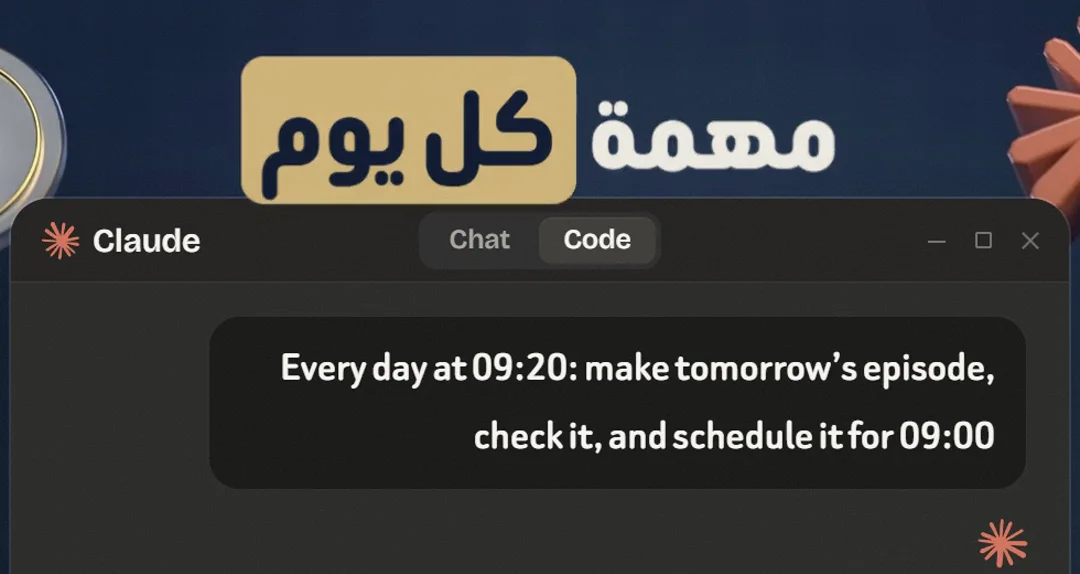 مهمة كل يوم
Claude
Chat Code
Every day at 09:20: make tomorrow’s episode,
check it, and schedule it for 09:00